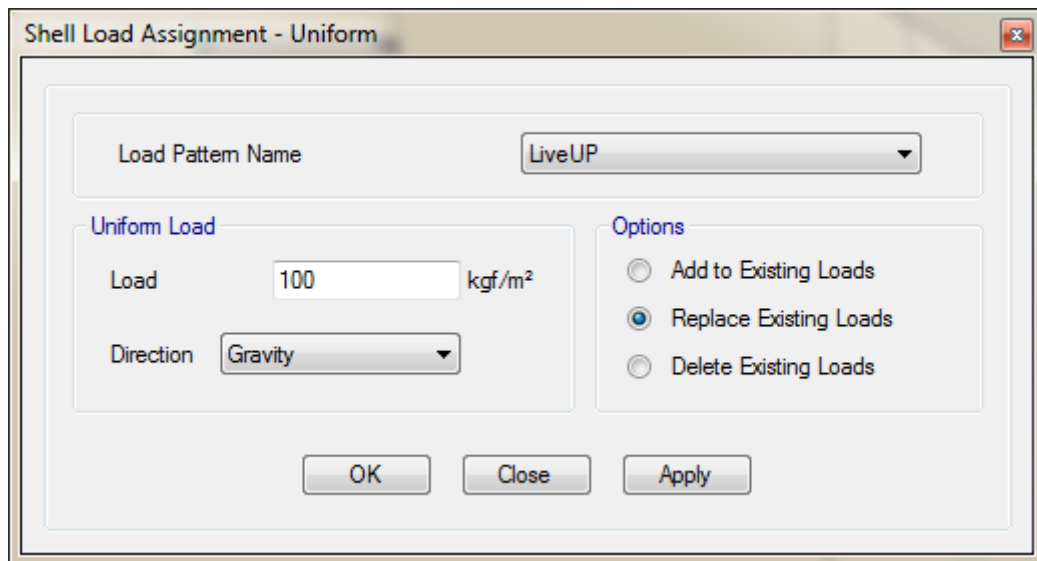 Shell Load Assignment - Uniform
Load Pattern Name
LiveUP
Uniform Load
Load
100
kgf/m²
Direction
Gravity
Options
Add to Existing Loads
Replace Existing Loads
Delete Existing Loads
OK
Close
Apply